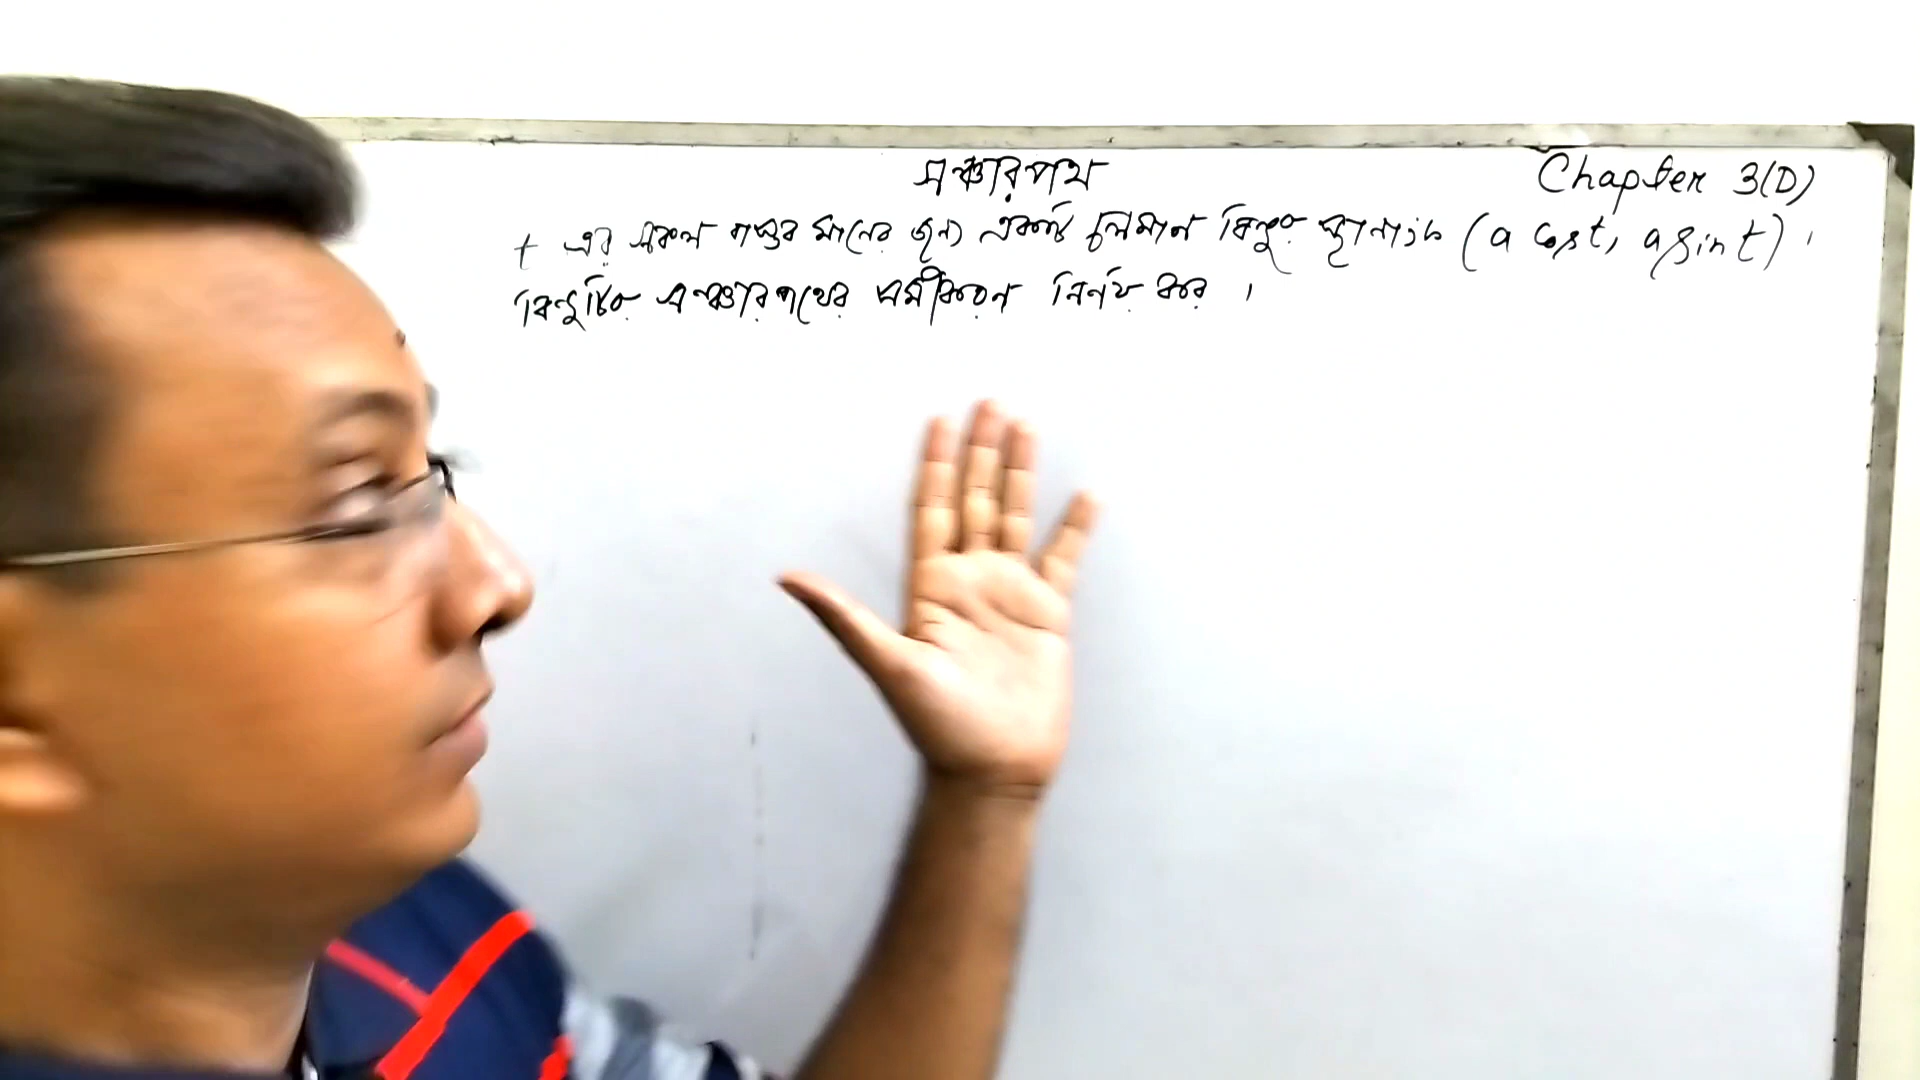 সঞ্চারপথ
Chapter 3(D)
t এর সকল বাস্তব মানের জন্য একটি চলমান বিন্দুর স্থানাংক (a cost, a sint) ।
বিন্দুটির সঞ্চারপথের সমীকরণ নির্ণয় কর ।